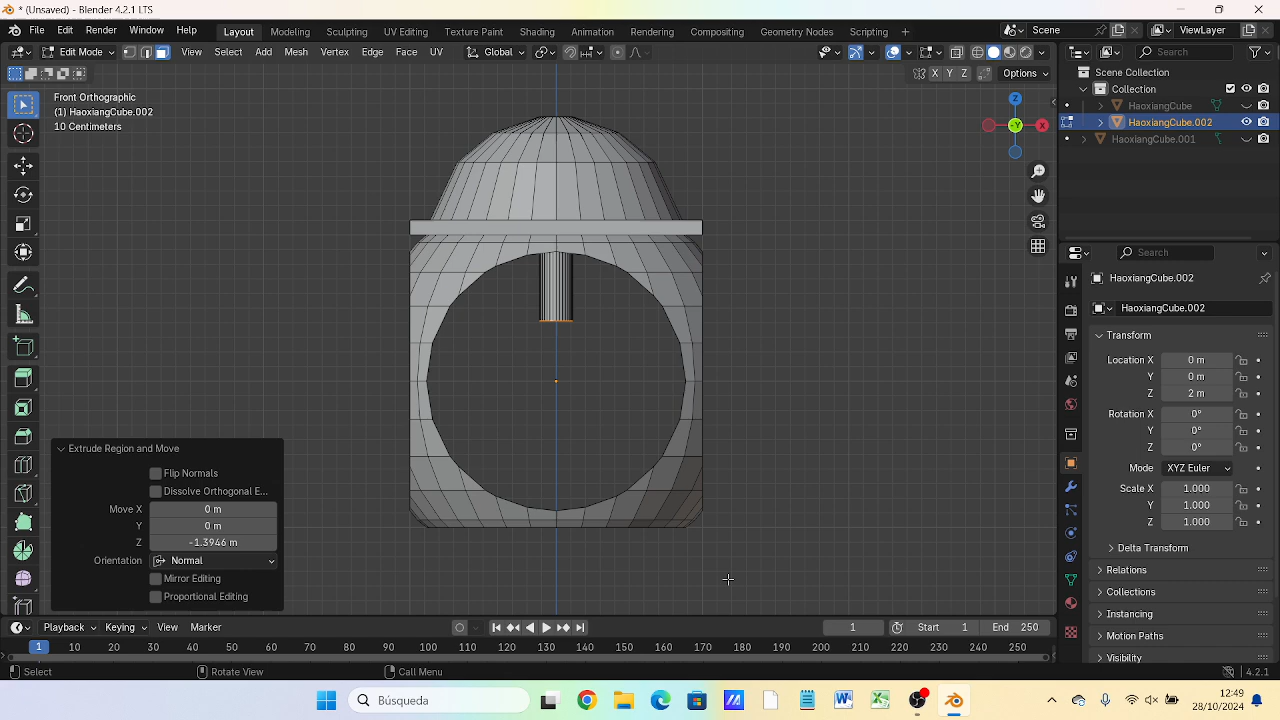 * (Unsaved) - Blender 4.2.1 LTS
File Edit Render Window Help Layout Modeling Sculpting UV Editing Texture Paint Shading Animation Rendering Compositing Geometry Nodes Scripting + Scene ViewLayer
Edit Mode View Select Add Mesh Vertex Edge Face UV Global Search
X Y Z Options
Front Orthographic
(1) HaoxiangCube.002
10 Centimeters
Z
-Y X
Scene Collection
Collection
HaoxiangCube
HaoxiangCube.002
HaoxiangCube.001
Search
HaoxiangCube.002
HaoxiangCube.002
Transform
Location X 0 m
Y 0 m
Z 2 m
Rotation X 0°
Y 0°
Z 0°
Mode XYZ Euler
Scale X 1.000
Y 1.000
Z 1.000
Delta Transform
Relations
Collections
Instancing
Motion Paths
Visibility
Extrude Region and Move
Flip Normals
Dissolve Orthogonal E...
Move X 0 m
Y 0 m
Z -1.3946 m
Orientation Normal
Mirror Editing
Proportional Editing
Playback Keying View Marker 1 Start 1 End 250
1 10 20 30 40 50 60 70 80 90 100 110 120 130 140 150 160 170 180 190 200 210 220 230 240 250
Select Rotate View Call Menu 4.2.1
Búsqueda
12:49
28/10/2024